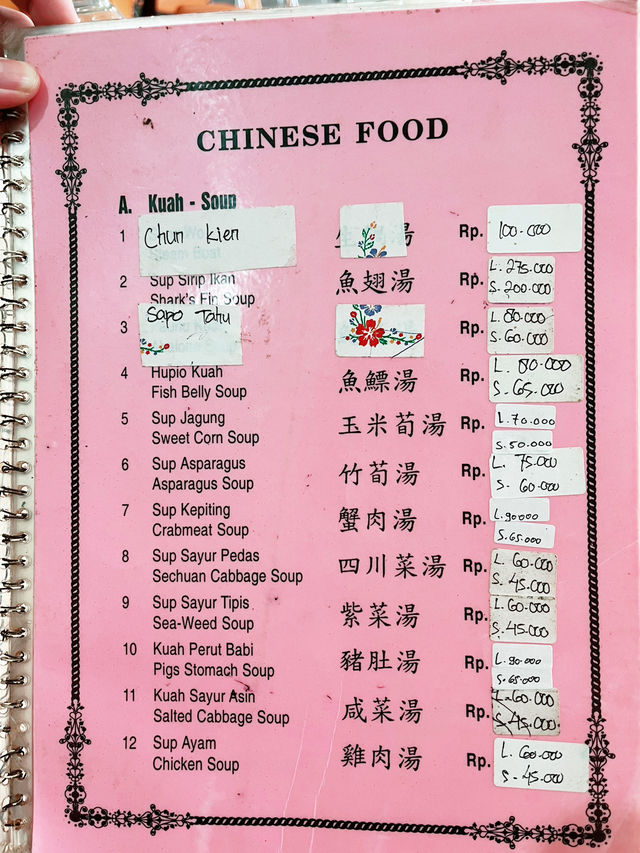 CHINESE FOOD
A. Kuah - Soup
1 Chun kien Rp. 100.000
2 Sup Sirip Ikan 魚翅湯 Rp. L. 275.000
Shark's Fin Soup S. 200.000
3 Sapo Tahu Rp. L. 80.000
S. 60.000
4 Hupio Kuah 魚鰾湯 Rp. L. 80.000
Fish Belly Soup S. 65.000
5 Sup Jagung 玉米荀湯 Rp. L. 70.000
Sweet Corn Soup S. 50.000
6 Sup Asparagus 竹荀湯 Rp. L. 75.000
Asparagus Soup S. 60.000
7 Sup Kepiting 蟹肉湯 Rp. L. 90000
Crabmeat Soup S. 65.000
8 Sup Sayur Pedas 四川菜湯 Rp. L. 60.000
Sechuan Cabbage Soup S. 45.000
9 Sup Sayur Tipis 紫菜湯 Rp. L. 60.000
Sea-Weed Soup S. 45.000
10 Kuah Perut Babi 豬肚湯 Rp. L. 90.000
Pigs Stomach Soup S. 65.000
11 Kuah Sayur Asin 咸菜湯 Rp. L. 60.000
Salted Cabbage Soup S. 45.000
12 Sup Ayam 雞肉湯 Rp. L. 60.000
Chicken Soup S. 45.000